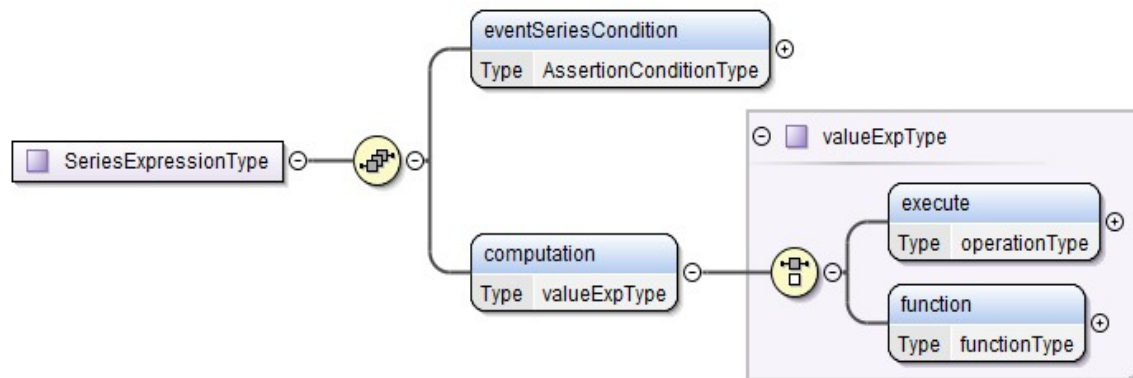 eventSeriesCondition
Type AssertionConditionType
SeriesExpressionType
valueExpType
execute
Type operationType
computation
Type valueExpType
function
Type functionType